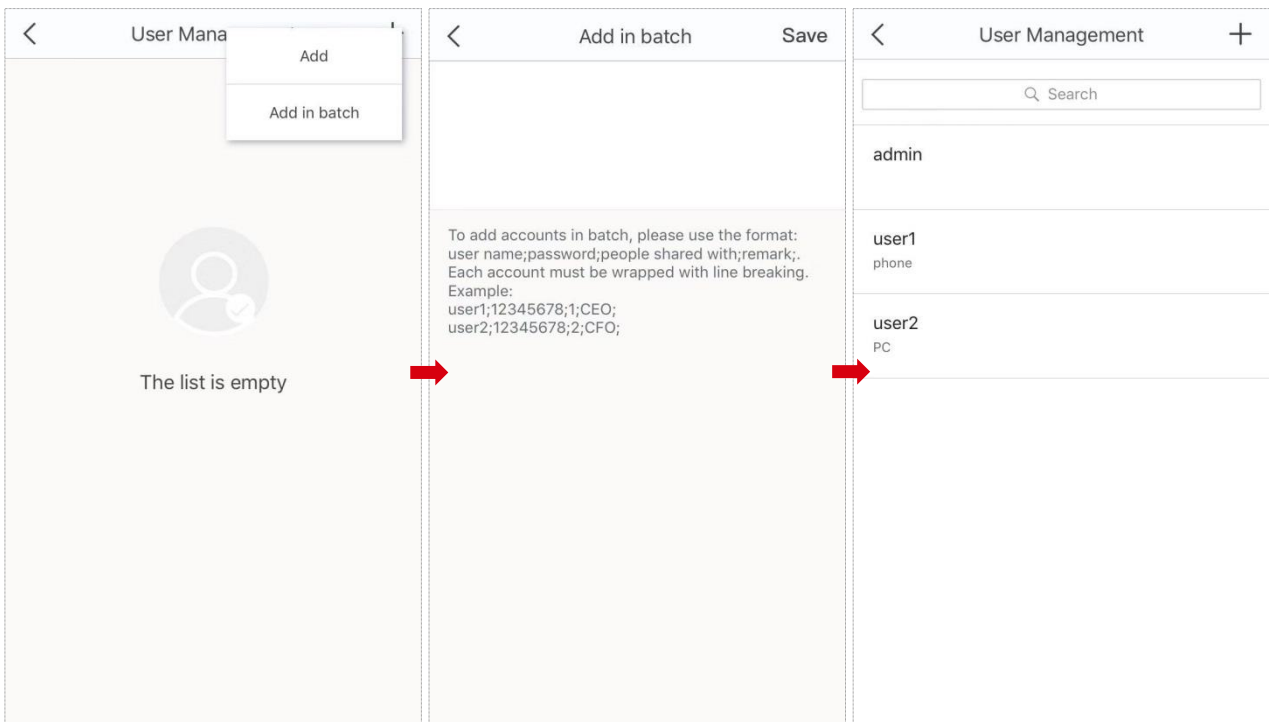 User Mana
Add
Add in batch
The list is empty
Add in batch
Save
To add accounts in batch, please use the format:
user name;password;people shared with;remark;.
Each account must be wrapped with line breaking.
Example:
user1;12345678;1;CEO;
user2;12345678;2;CFO;
User Management
Search
admin
user1
phone
user2
PC